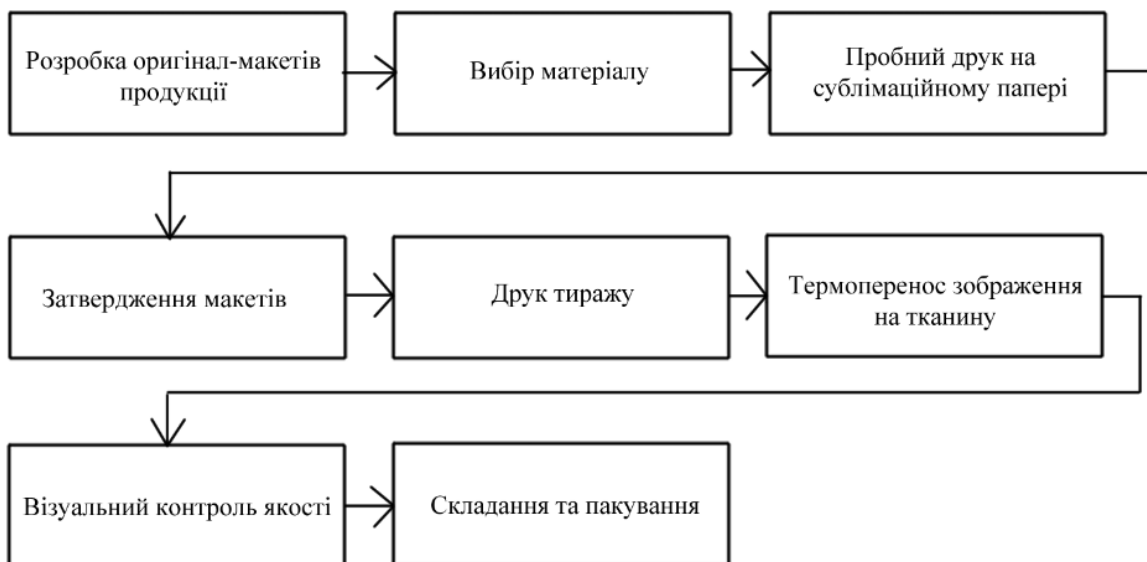 Розробка оригінал-макетів
продукції
Вибір матеріалу
Пробний друк на
сублімаційному папері
Затвердження макетів
Друк тиражу
Термоперенос зображення
на тканину
Візуальний контроль якості
Складання та пакування